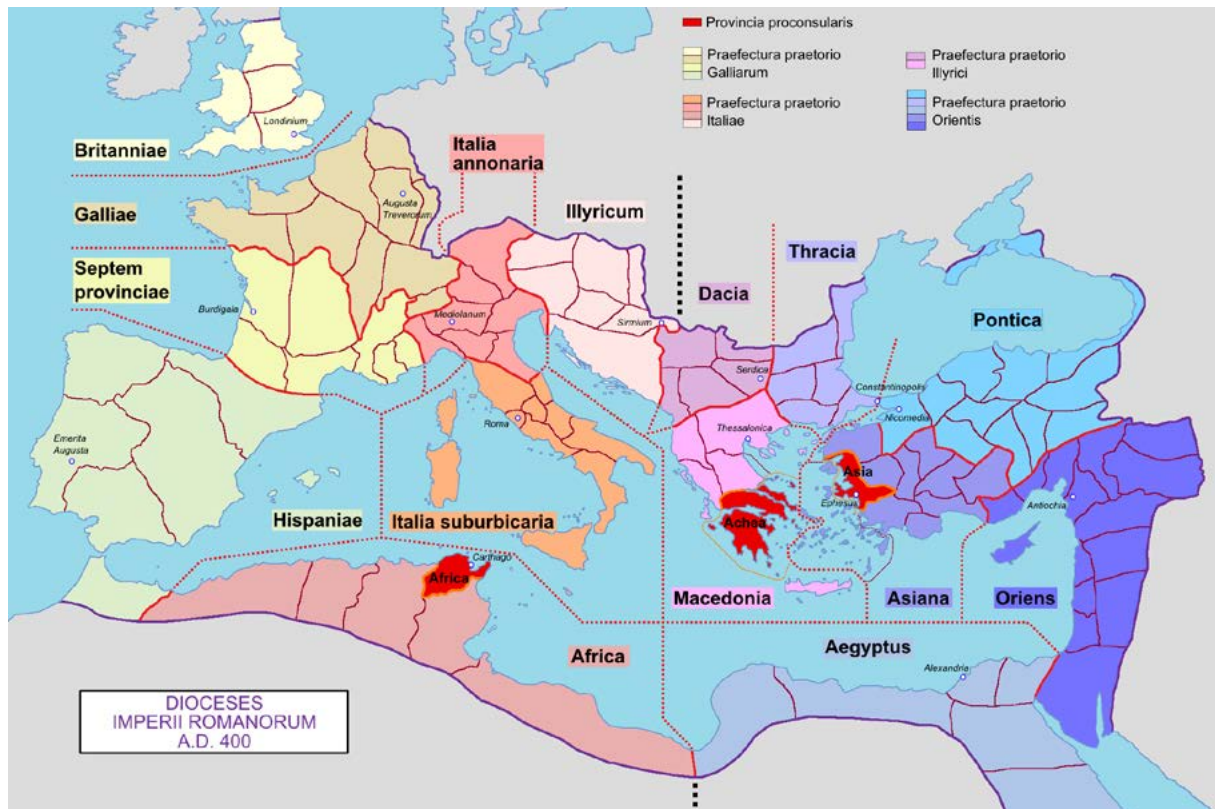 Provincia proconsularis
Praefectura praetorio
Galliarum
Praefectura praetorio
Illyrici
Praefectura praetorio
Italiae
Praefectura praetorio
Orientis
Londinium
Britanniae
Italia
annonaria
Galliae
Augusta
Treverorum
Illyricum
Thracia
Septem
provinciae
Dacia
Burdigala
Mediolanum
Sirmium
Pontica
Serdica
Constantinopolis
Nicomedia
Roma
Thessalonica
Emerita
Augusta
Asia
Ephesus
Antiochia
Hispaniae
Italia suburbicaria
Achea
Carthago
Africa
Macedonia
Asiana
Oriens
Africa
Aegyptus
Alexandria
DIOCESES
IMPERII ROMANORUM
A.D. 400